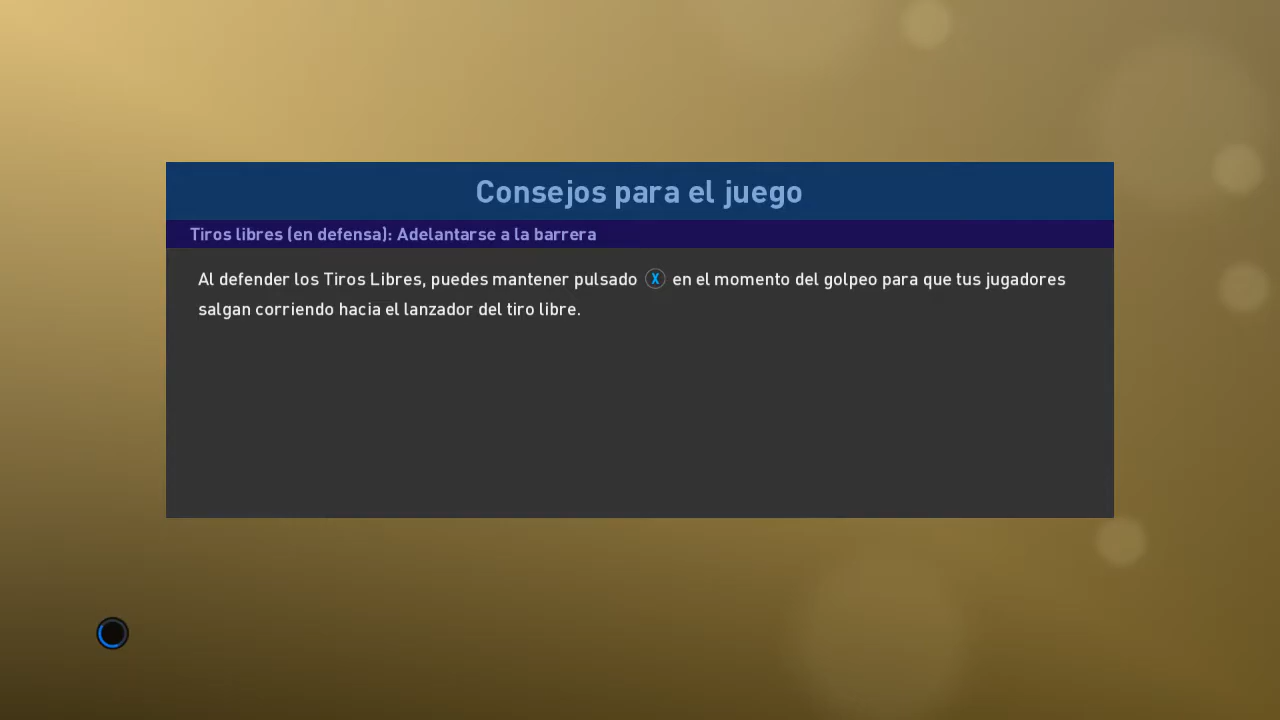 Consejos para el juego
Tiros libres (en defensa): Adelantarse a la barrera
Al defender los Tiros Libres, puedes mantener pulsado X en el momento del golpeo para que tus jugadores
salgan corriendo hacia el lanzador del tiro libre.